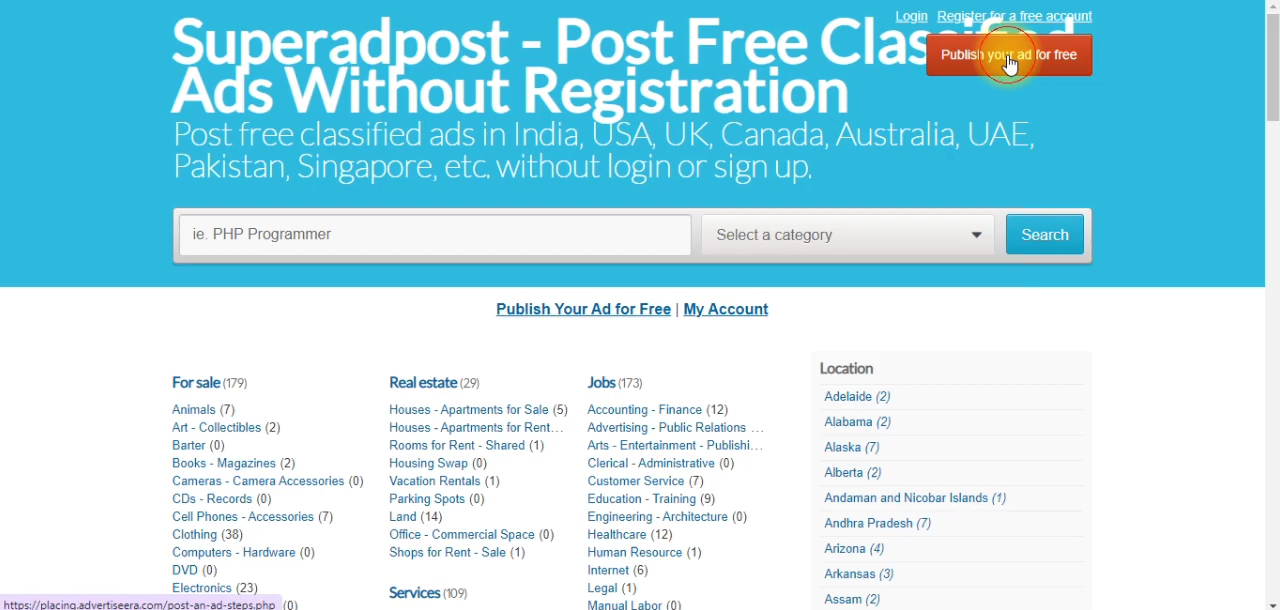 Login Register for a free account
Superadpost - Post Free Classified
Publish your ad for free
Ads Without Registration
Post free classified ads in India, USA, UK, Canada, Australia, UAE,
Pakistan, Singapore, etc. without login or sign up.
ie. PHP Programmer
Select a category
Search
Publish Your Ad for Free | My Account
For sale (179)
Animals (7)
Art - Collectibles (2)
Barter (0)
Books - Magazines (2)
Cameras - Camera Accessories (0)
CDs - Records (0)
Cell Phones - Accessories (7)
Clothing (38)
Computers - Hardware (0)
DVD (0)
Electronics (23)
(0)
Real estate (29)
Houses - Apartments for Sale (5)
Houses - Apartments for Rent...
Rooms for Rent - Shared (1)
Housing Swap (0)
Vacation Rentals (1)
Parking Spots (0)
Land (14)
Office - Commercial Space (0)
Shops for Rent - Sale (1)
Services (109)
Jobs (173)
Accounting - Finance (12)
Advertising - Public Relations ...
Arts - Entertainment - Publishi...
Clerical - Administrative (0)
Customer Service (7)
Education - Training (9)
Engineering - Architecture (0)
Healthcare (12)
Human Resource (1)
Internet (6)
Legal (1)
Manual Labor (0)
Location
Adelaide (2)
Alabama (2)
Alaska (7)
Alberta (2)
Andaman and Nicobar Islands (1)
Andhra Pradesh (7)
Arizona (4)
Arkansas (3)
Assam (2)
https://placing.advertiseera.com/post-an-ad-steps.php